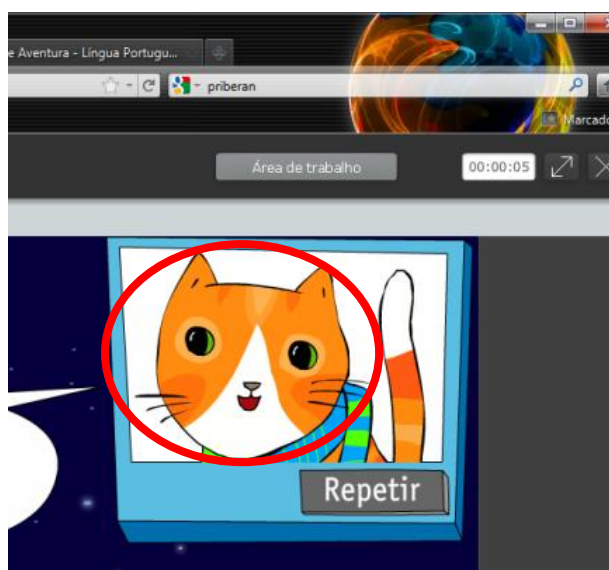 e Aventura - Língua Portugu...
priberan
Marcado
Área de trabalho
00:00:05
Repetir